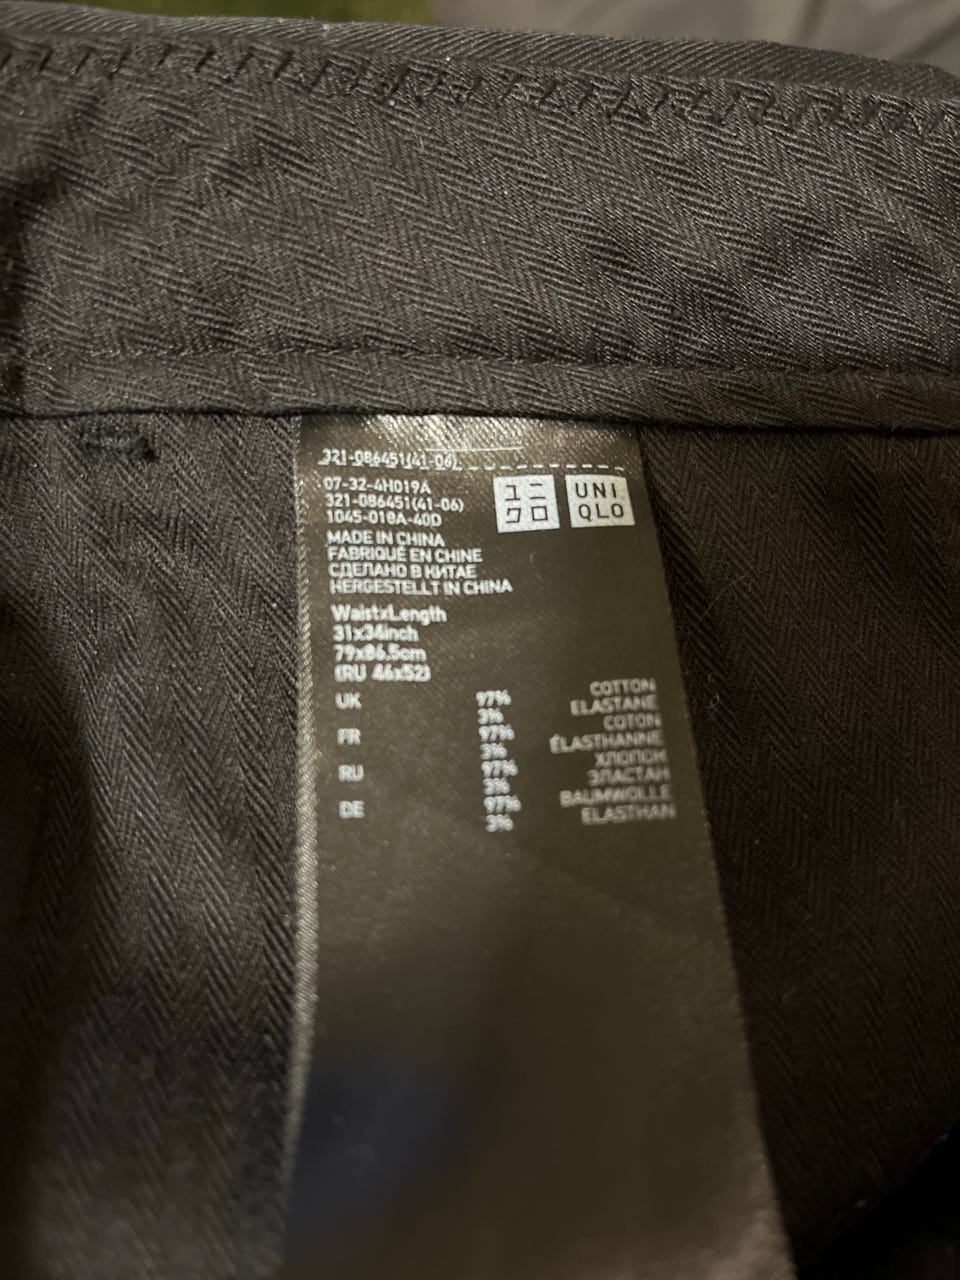 321-086451(41-06)
07-32-4H019A
321-086451(41-06)
1045-018A-40D
ユニ
クロ
UNI
QLO
MADE IN CHINA
FABRIQUÉ EN CHINE
СДЕЛАНО В КИТАЕ
HERGESTELLT IN CHINA
WaistxLength
31x34inch
79x86.5cm
(RU 46x52)
UK 97% COTTON
3% ELASTANE
FR 97% COTON
3% ÉLASTHANNE
RU 97% ХЛОПОК
3% ЭЛАСТАН
DE 97% BAUMWOLLE
3% ELASTHAN